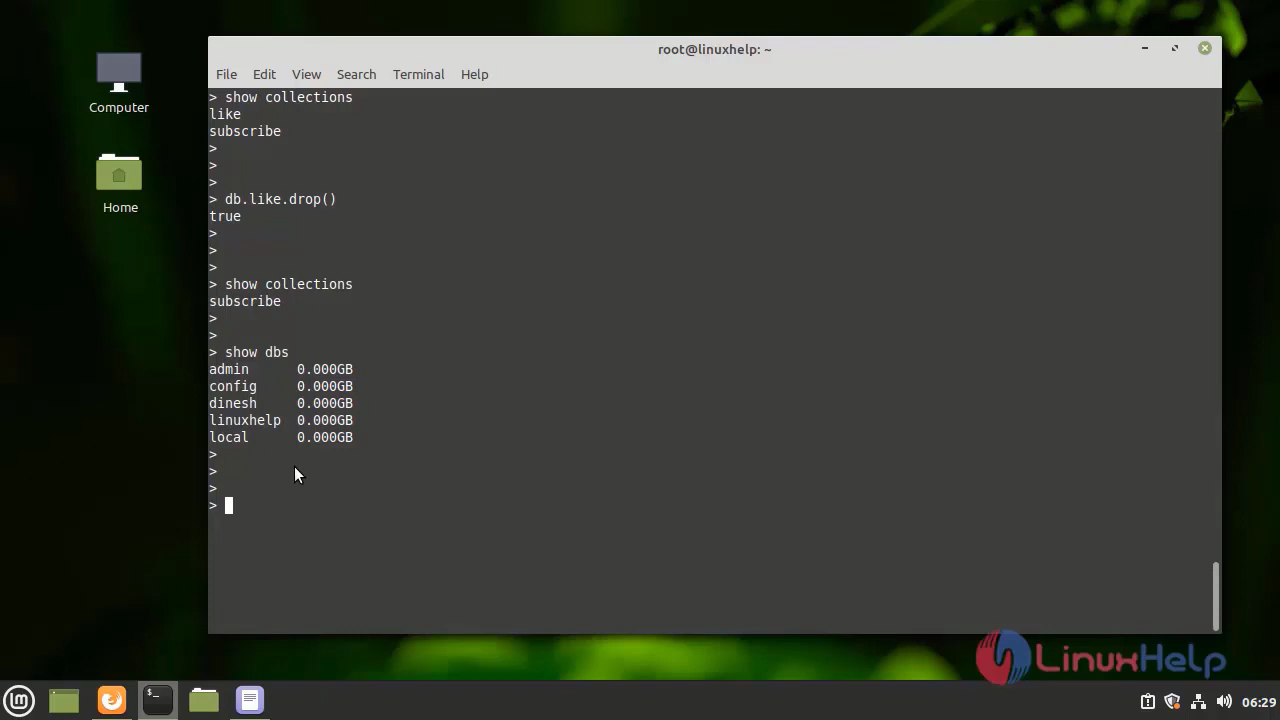 root@linuxhelp: ~
File Edit View Search Terminal Help
Computer
Home
> show collections
like
subscribe
>
>
>
> db.like.drop()
true
>
>
>
> show collections
subscribe
>
>
> show dbs
admin      0.000GB
config     0.000GB
dinesh     0.000GB
linuxhelp  0.000GB
local      0.000GB
>
>
>
>
LinuxHelp
06:29